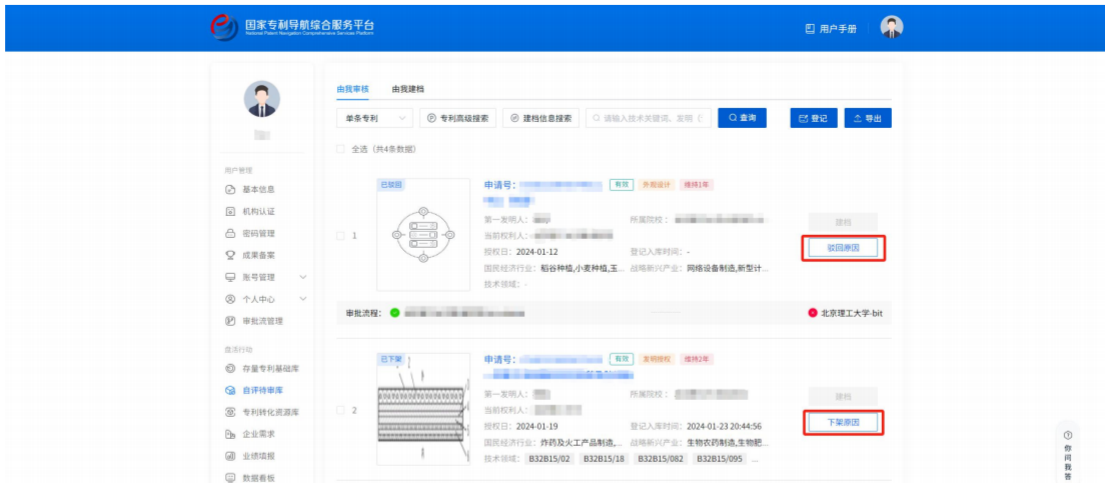 国家专利导航综合服务平台
National Patent Navigation Comprehensive Services Platform
用户手册
由我审核 由我建档
单条专利 专利高级搜索 建档信息搜索 请输入技术关键词、发明 查询 登记 导出
全选（共4条数据）
用户管理
基本信息
机构认证
密码管理
成果备案
账号管理
个人中心
审批流管理
盘活行动
存量专利基础库
自评待审库
专利转化资源库
企业需求
业绩填报
数据看板
已驳回
申请号： 有效 外观设计 维持1年
第一发明人： 所属院校：
当前权利人：
授权日：2024-01-12 登记入库时间：-
国民经济行业：稻谷种植,小麦种植,玉... 战略新兴产业：网络设备制造,新型计...
技术领域：-
1
建档
驳回原因
审批流程： 北京理工大学-bit
已下架
申请号： 有效 发明授权 维持2年
第一发明人： 所属院校：
当前权利人：
授权日：2024-01-19 登记入库时间：2024-01-23 20:44:56
国民经济行业：炸药及火工产品制造,... 战略新兴产业：生物农药制造,生物肥...
技术领域：B32B15/02 B32B15/18 B32B15/082 B32B15/095 ...
2
建档
下架原因
你问我答